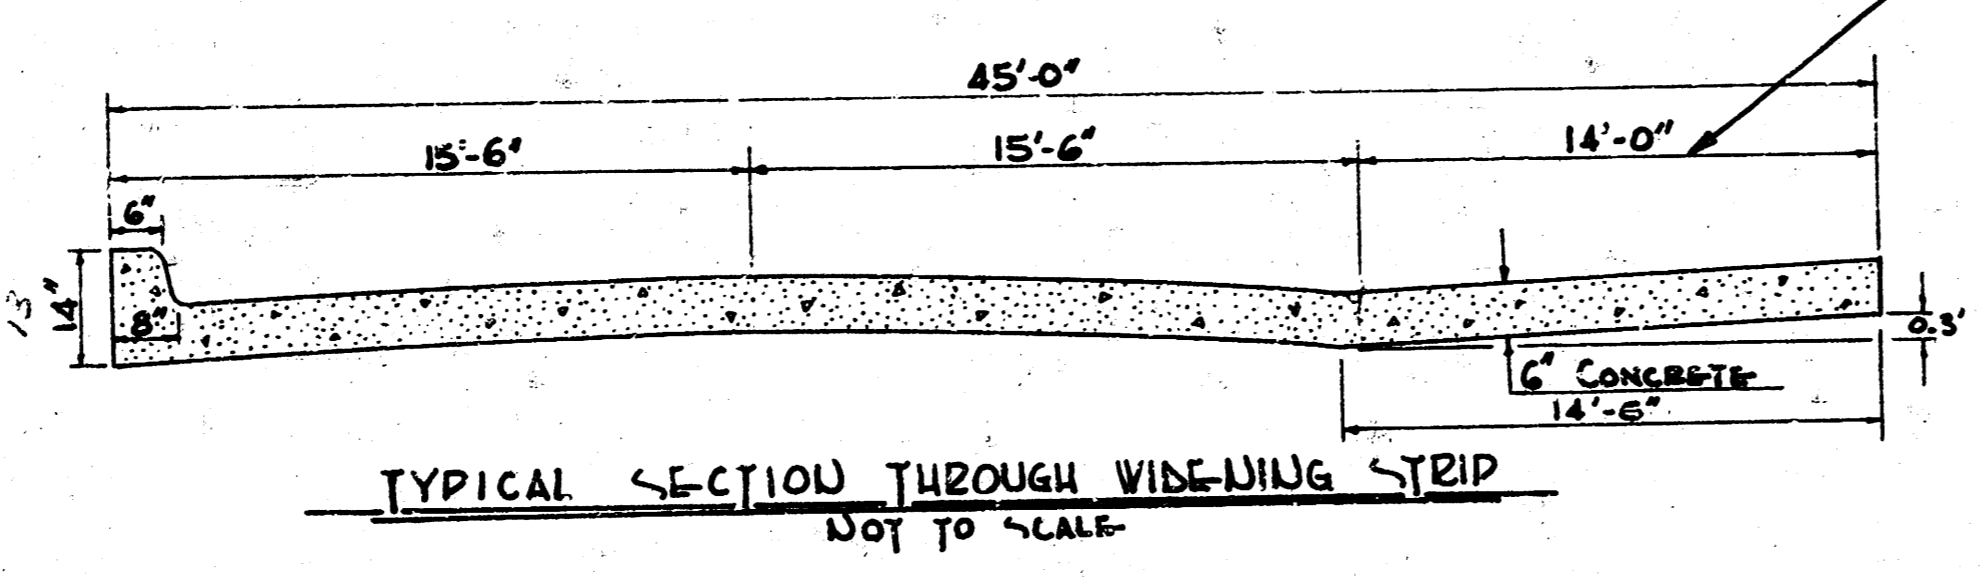 45'-0"
15'-6" 15'-6" 14'-0"
6"
13 14"
8"
0.3'
6" CONCRETE
14'-6"
TYPICAL SECTION THROUGH WIDENING STRIP
NOT TO SCALE